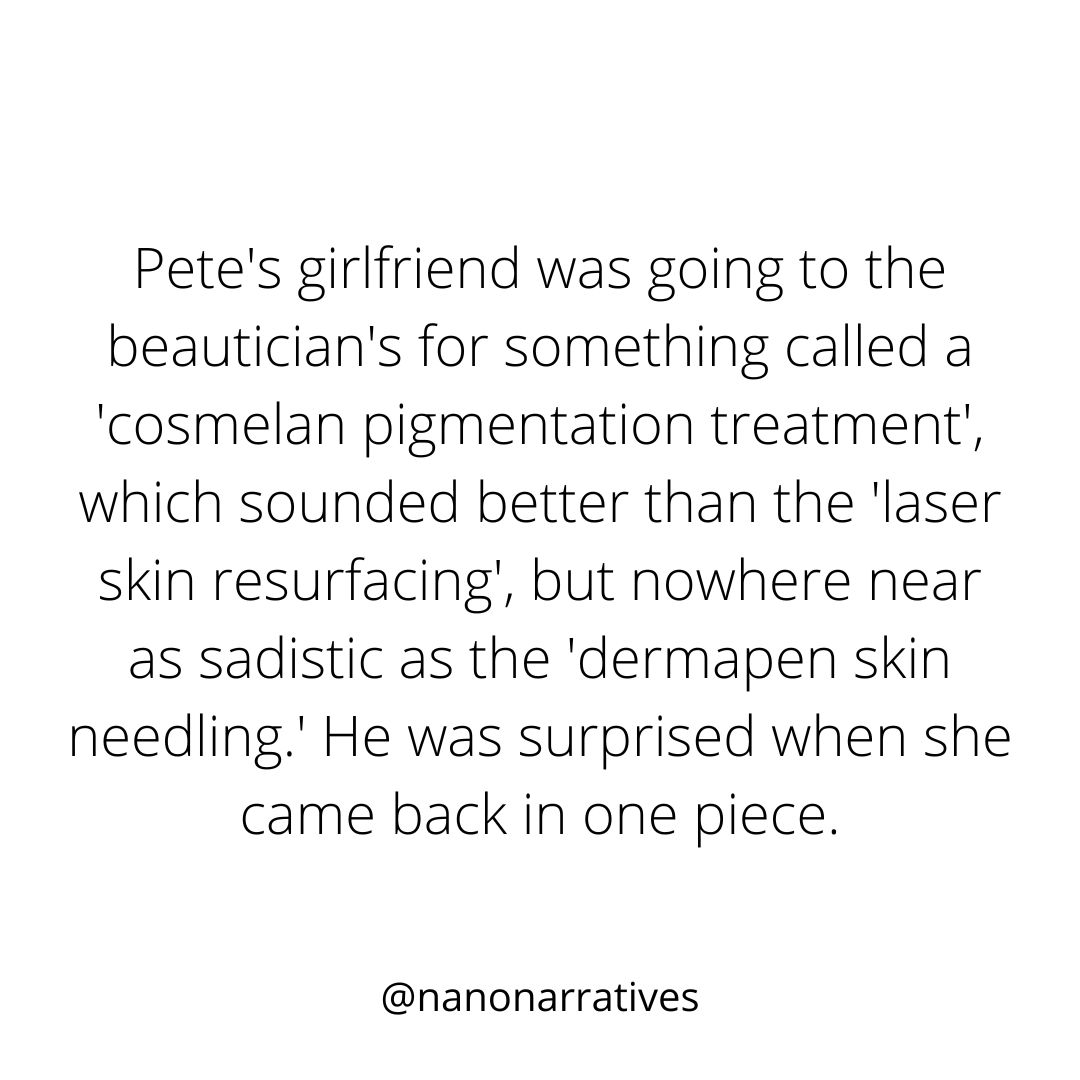 Pete's girlfriend was going to the
beautician's for something called a
'cosmelan pigmentation treatment',
which sounded better than the 'laser
skin resurfacing', but nowhere near
as sadistic as the 'dermapen skin
needling.' He was surprised when she
came back in one piece.
@nanonarratives